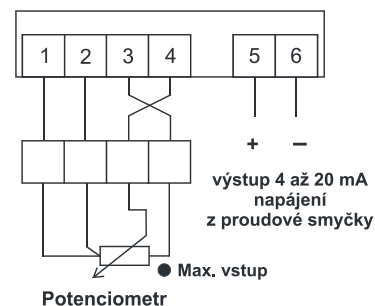 1 2 3 4 5 6
+ −
výstup 4 až 20 mA
napájení
z proudové smyčky
Max. vstup
Potenciometr